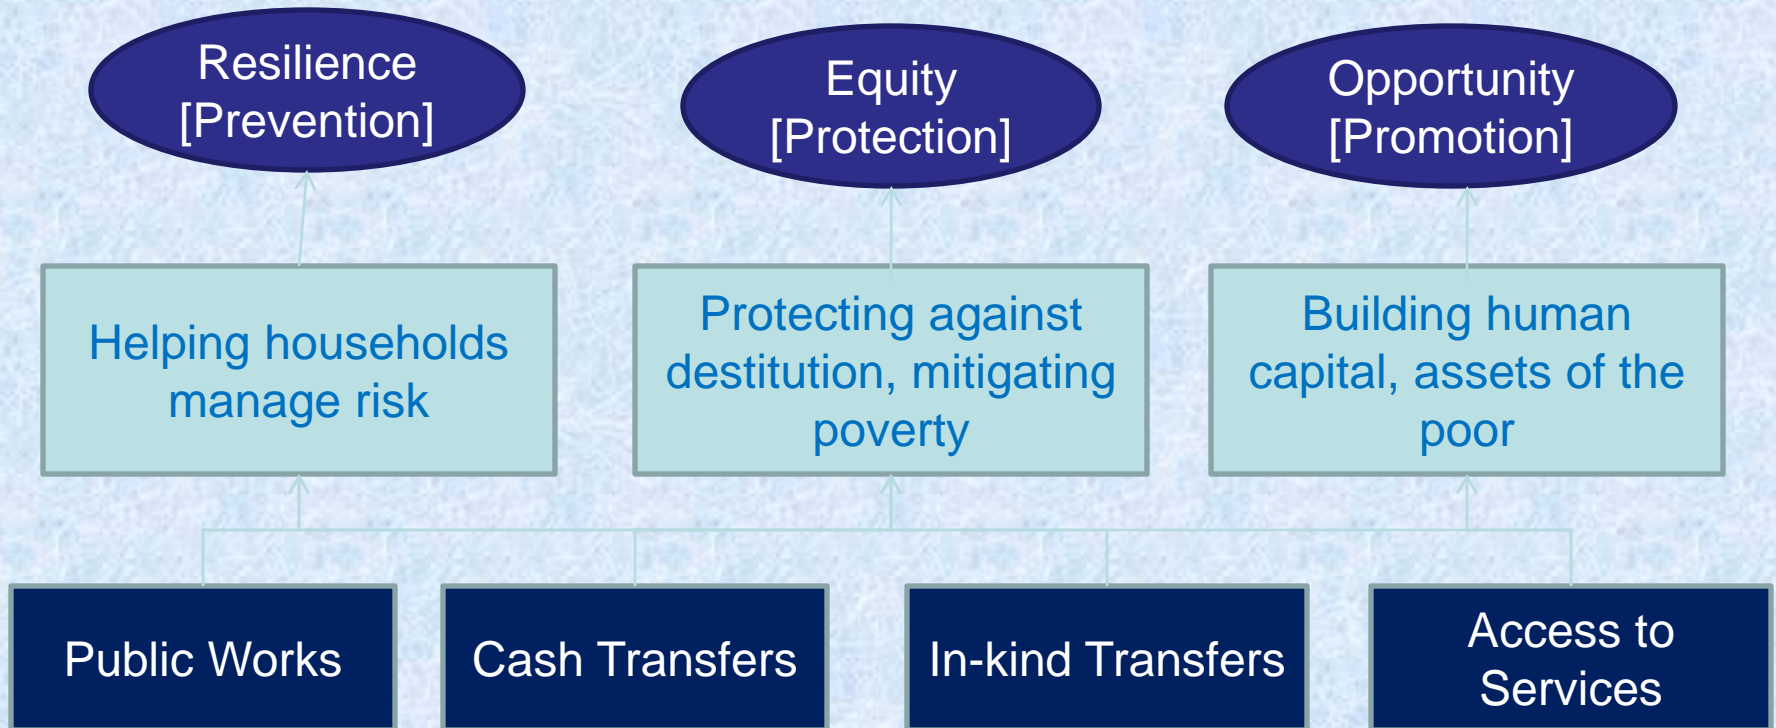 Resilience
[Prevention]
Equity
[Protection]
Opportunity
[Promotion]
Helping households
manage risk
Protecting against
destitution, mitigating
poverty
Building human
capital, assets of the
poor
Public Works
Cash Transfers
In-kind Transfers
Access to
Services